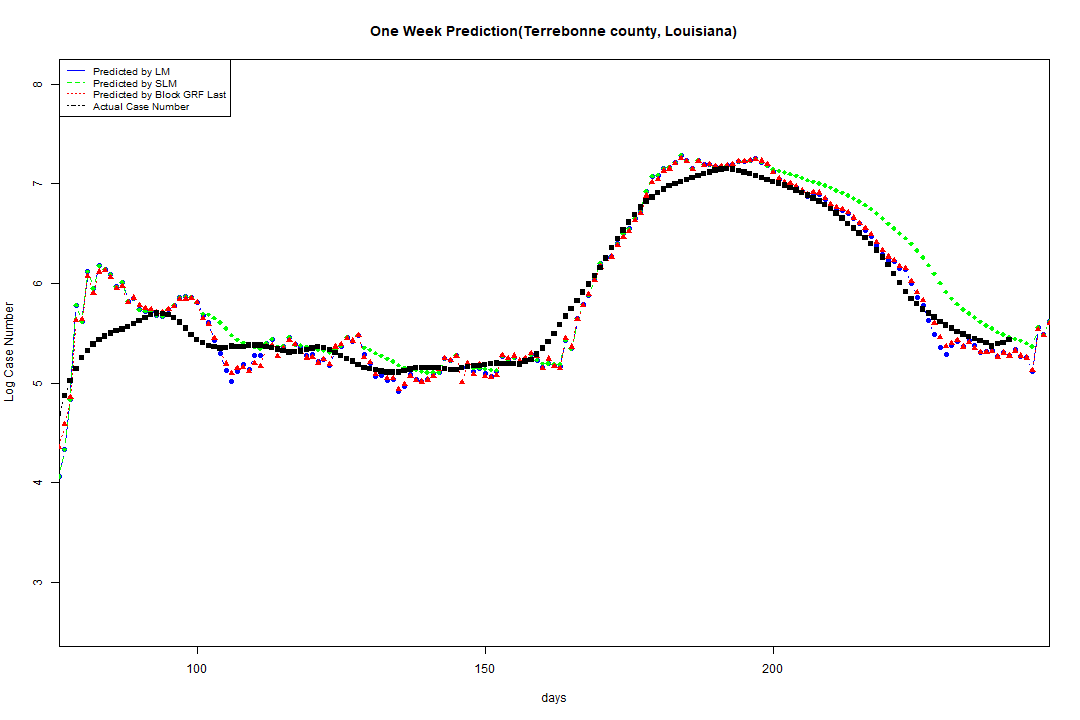 One Week Prediction(Terrebonne county, Louisiana)
Predicted by LM
Predicted by SLM
Predicted by Block GRF Last
Actual Case Number
8
7
6
5
4
3
Log Case Number
100 150 200
days